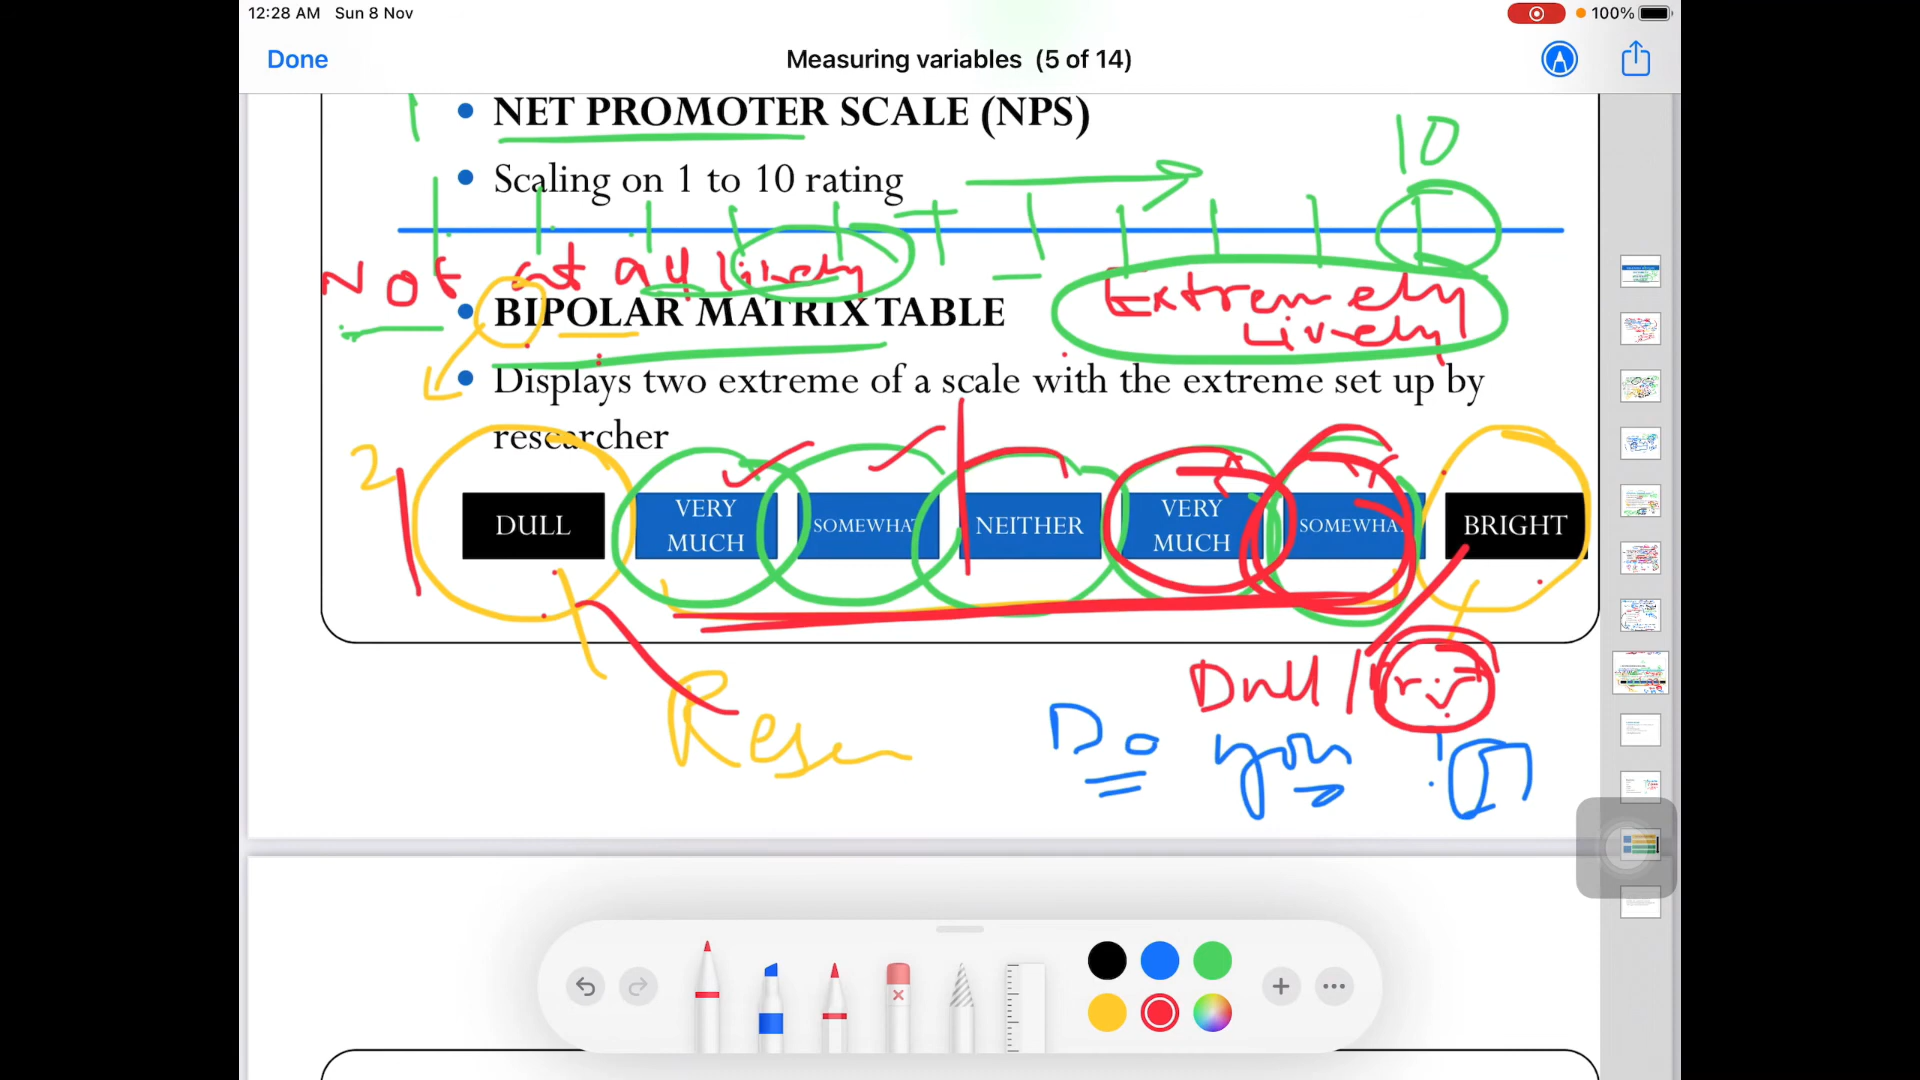 12:28 AM Sun 8 Nov
100%
Done
Measuring variables (5 of 14)
NET PROMOTER SCALE (NPS)
10
Scaling on 1 to 10 rating
Not at all likely
Extremely
Likely
BIPOLAR MATRIX TABLE
Displays two extreme of a scale with the extreme set up by
researcher
2
DULL
VERY
MUCH
SOMEWHAT
NEITHER
VERY
MUCH
SOMEWHA
BRIGHT
Dull /
Do you